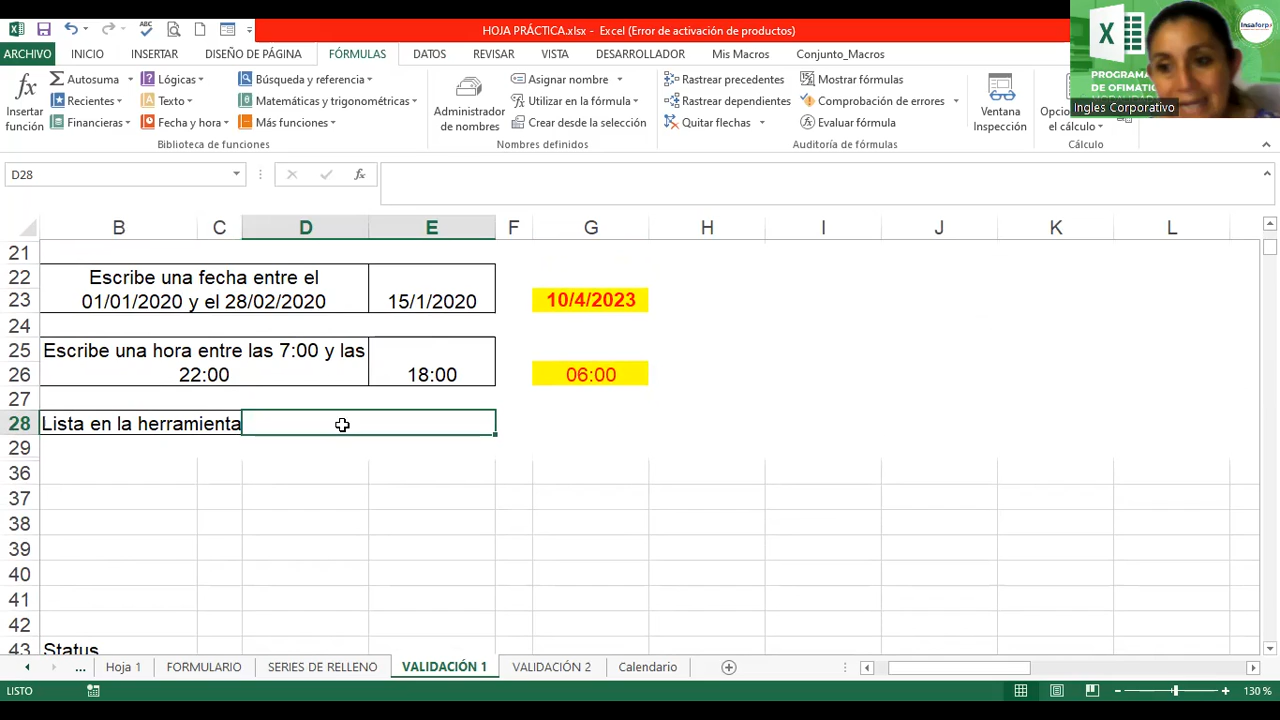 HOJA PRÁCTICA.xlsx - Excel (Error de activación de productos)
ARCHIVO INICIO INSERTAR DISEÑO DE PÁGINA FÓRMULAS DATOS REVISAR VISTA DESARROLLADOR Mis Macros Conjunto_Macros
Insertar función
Autosuma
Recientes
Financieras
Lógicas
Texto
Fecha y hora
Búsqueda y referencia
Matemáticas y trigonométricas
Más funciones
Biblioteca de funciones
Administrador de nombres
Asignar nombre
Utilizar en la fórmula
Crear desde la selección
Nombres definidos
Rastrear precedentes
Rastrear dependientes
Quitar flechas
Mostrar fórmulas
Comprobación de errores
Evaluar fórmula
Auditoría de fórmulas
Ventana Inspección
el cálculo
Cálculo
PROGRAMA
DE OFIMATIC
Ingles Corporativo
Insaforp
D28
fx
B C D E F G H I J K L
21
22 Escribe una fecha entre el
23 01/01/2020 y el 28/02/2020 15/1/2020 10/4/2023
24
25 Escribe una hora entre las 7:00 y las
26 22:00 18:00 06:00
27
28 Lista en la herramienta
29
36
37
38
39
40
41
42
43 Status
... Hoja 1 FORMULARIO SERIES DE RELLENO VALIDACIÓN 1 VALIDACIÓN 2 Calendario
LISTO 130 %